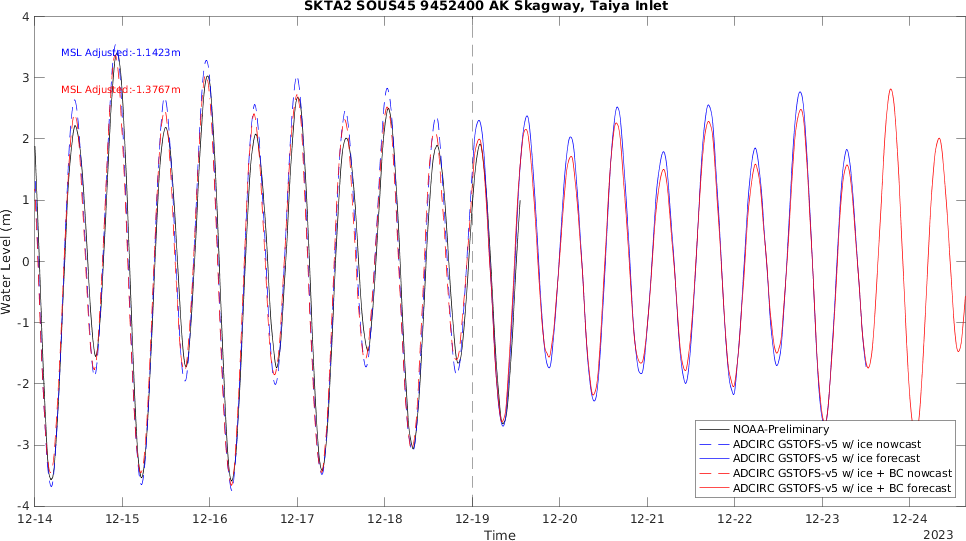 SKTA2 SOUS45 9452400 AK Skagway, Taiya Inlet
MSL Adjusted:-1.1423m
MSL Adjusted:-1.3767m
Water Level (m)
4
3
2
1
0
-1
-2
-3
-4
NOAA-Preliminary
ADCIRC GSTOFS-v5 w/ ice nowcast
ADCIRC GSTOFS-v5 w/ ice forecast
ADCIRC GSTOFS-v5 w/ ice + BC nowcast
ADCIRC GSTOFS-v5 w/ ice + BC forecast
12-14 12-15 12-16 12-17 12-18 12-19 12-20 12-21 12-22 12-23 12-24
Time
2023